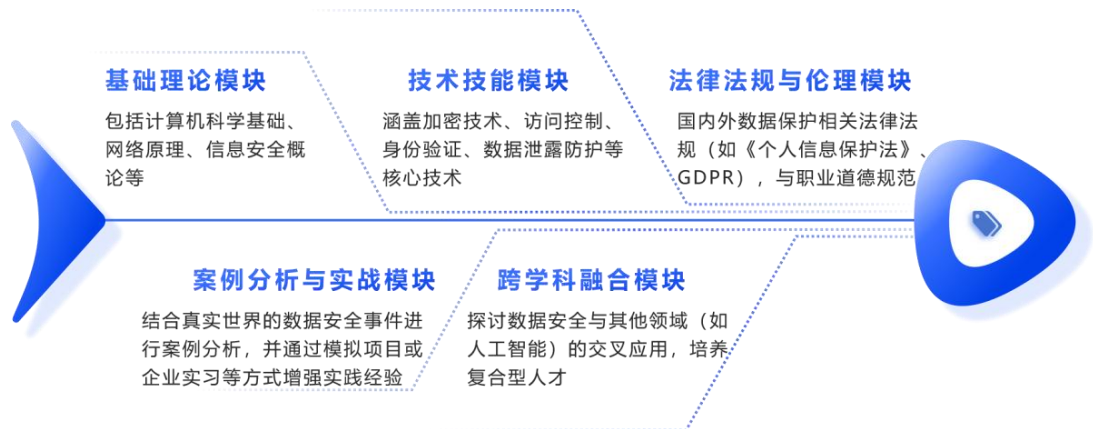 基础理论模块
包括计算机科学基础、
网络原理、信息安全概
论等
技术技能模块
涵盖加密技术、访问控制、
身份验证、数据泄露防护等
核心技术
法律法规与伦理模块
国内外数据保护相关法律法
规（如《个人信息保护法》、
GDPR），与职业道德规范
案例分析与实战模块
结合真实世界的数据安全事件进
行案例分析，并通过模拟项目或
企业实习等方式增强实践经验
跨学科融合模块
探讨数据安全与其他领域（如
人工智能）的交叉应用，培养
复合型人才